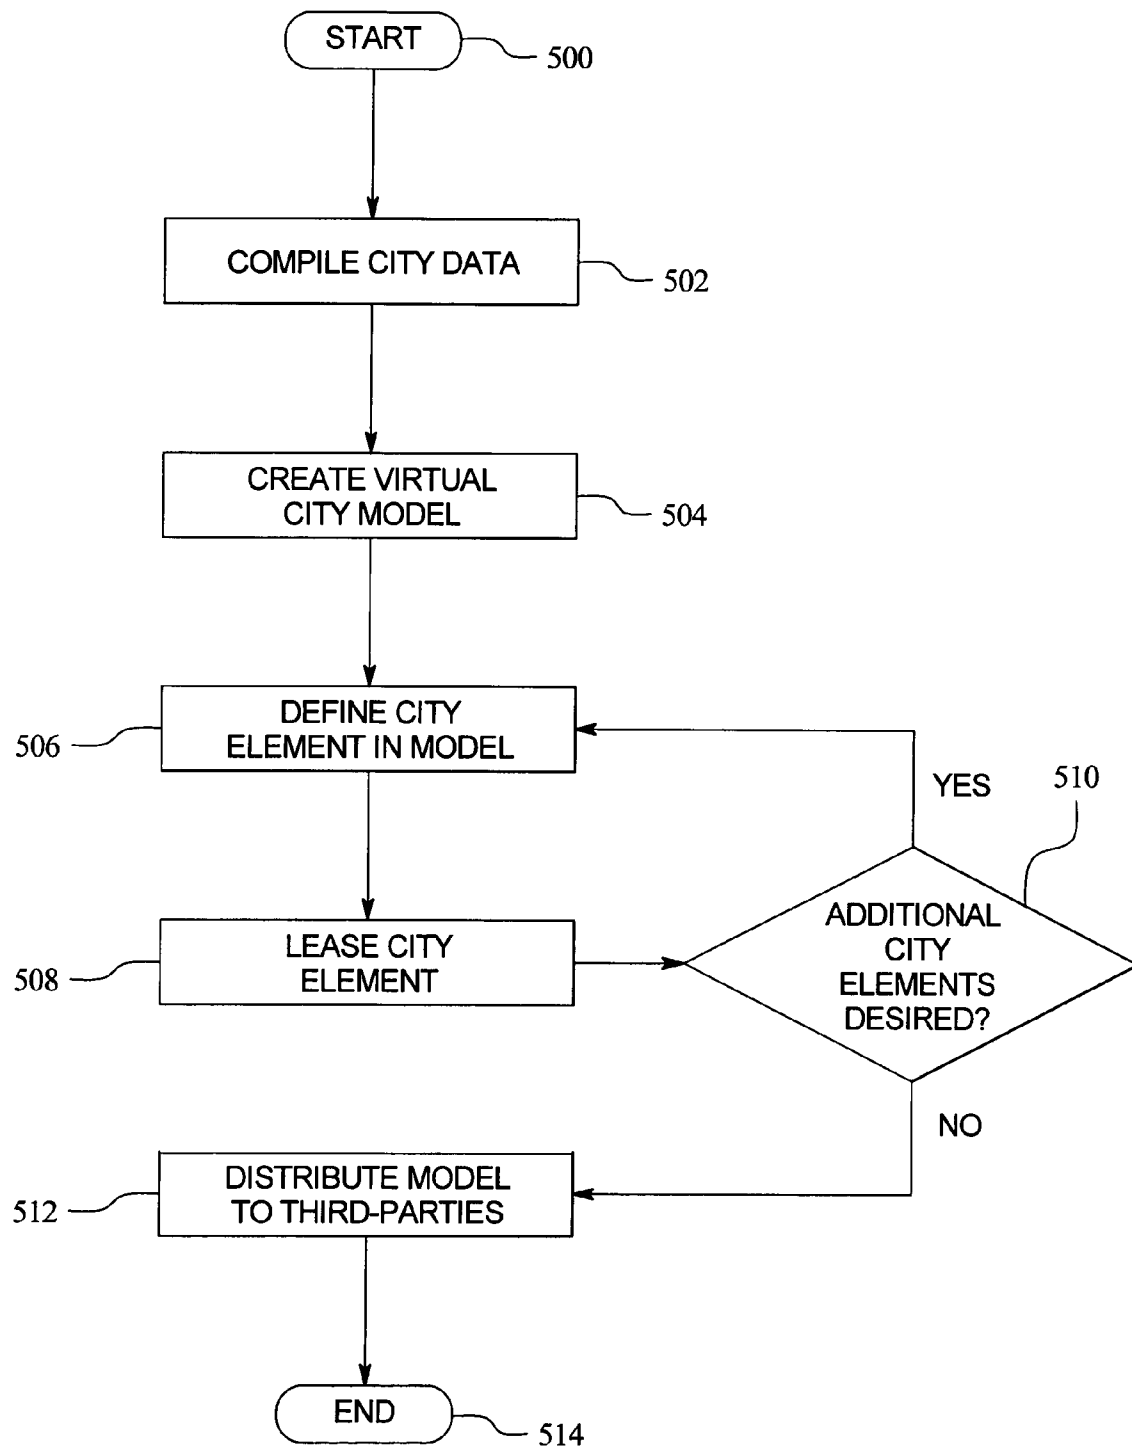 START
500
COMPILE CITY DATA
502
CREATE VIRTUAL
CITY MODEL
504
DEFINE CITY
ELEMENT IN MODEL
506
YES
510
LEASE CITY
ELEMENT
508
ADDITIONAL
CITY
ELEMENTS
DESIRED?
NO
DISTRIBUTE MODEL
TO THIRD-PARTIES
512
END
514